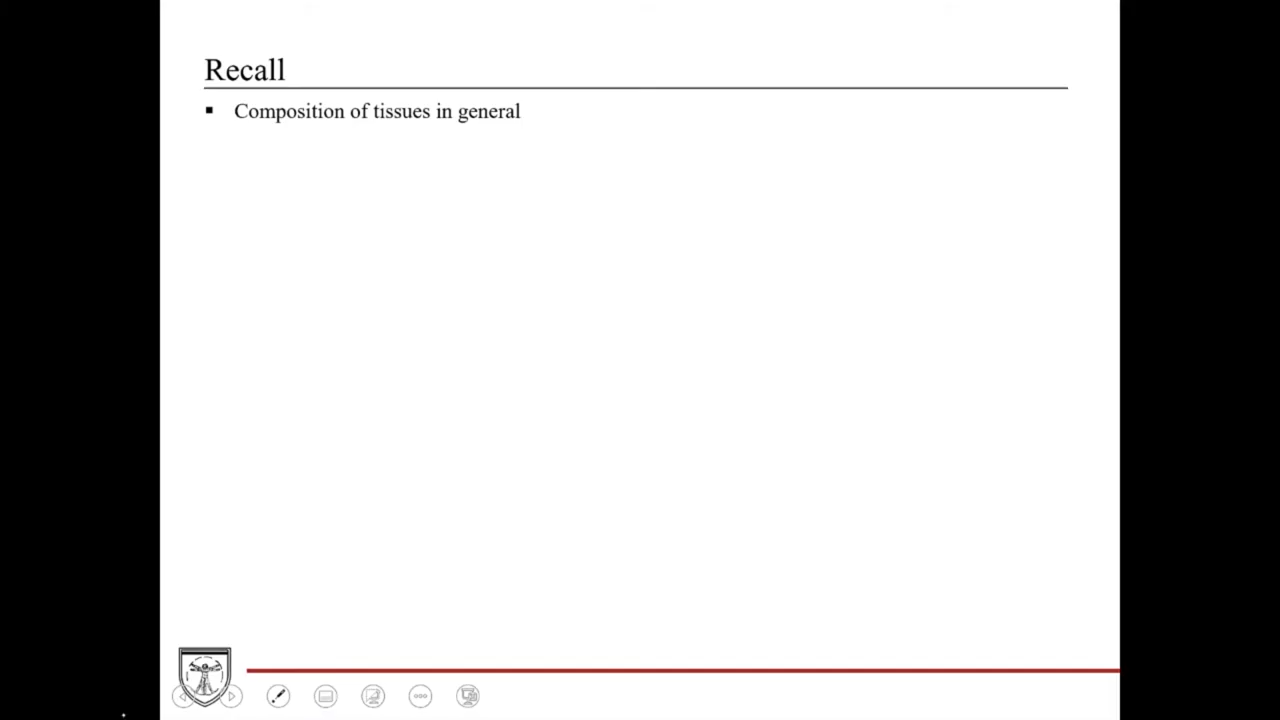 Recall
Composition of tissues in general